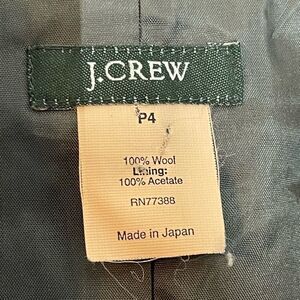 J.CREW
P4
100% Wool
Lining:
100% Acetate
RN77388
Made in Japan